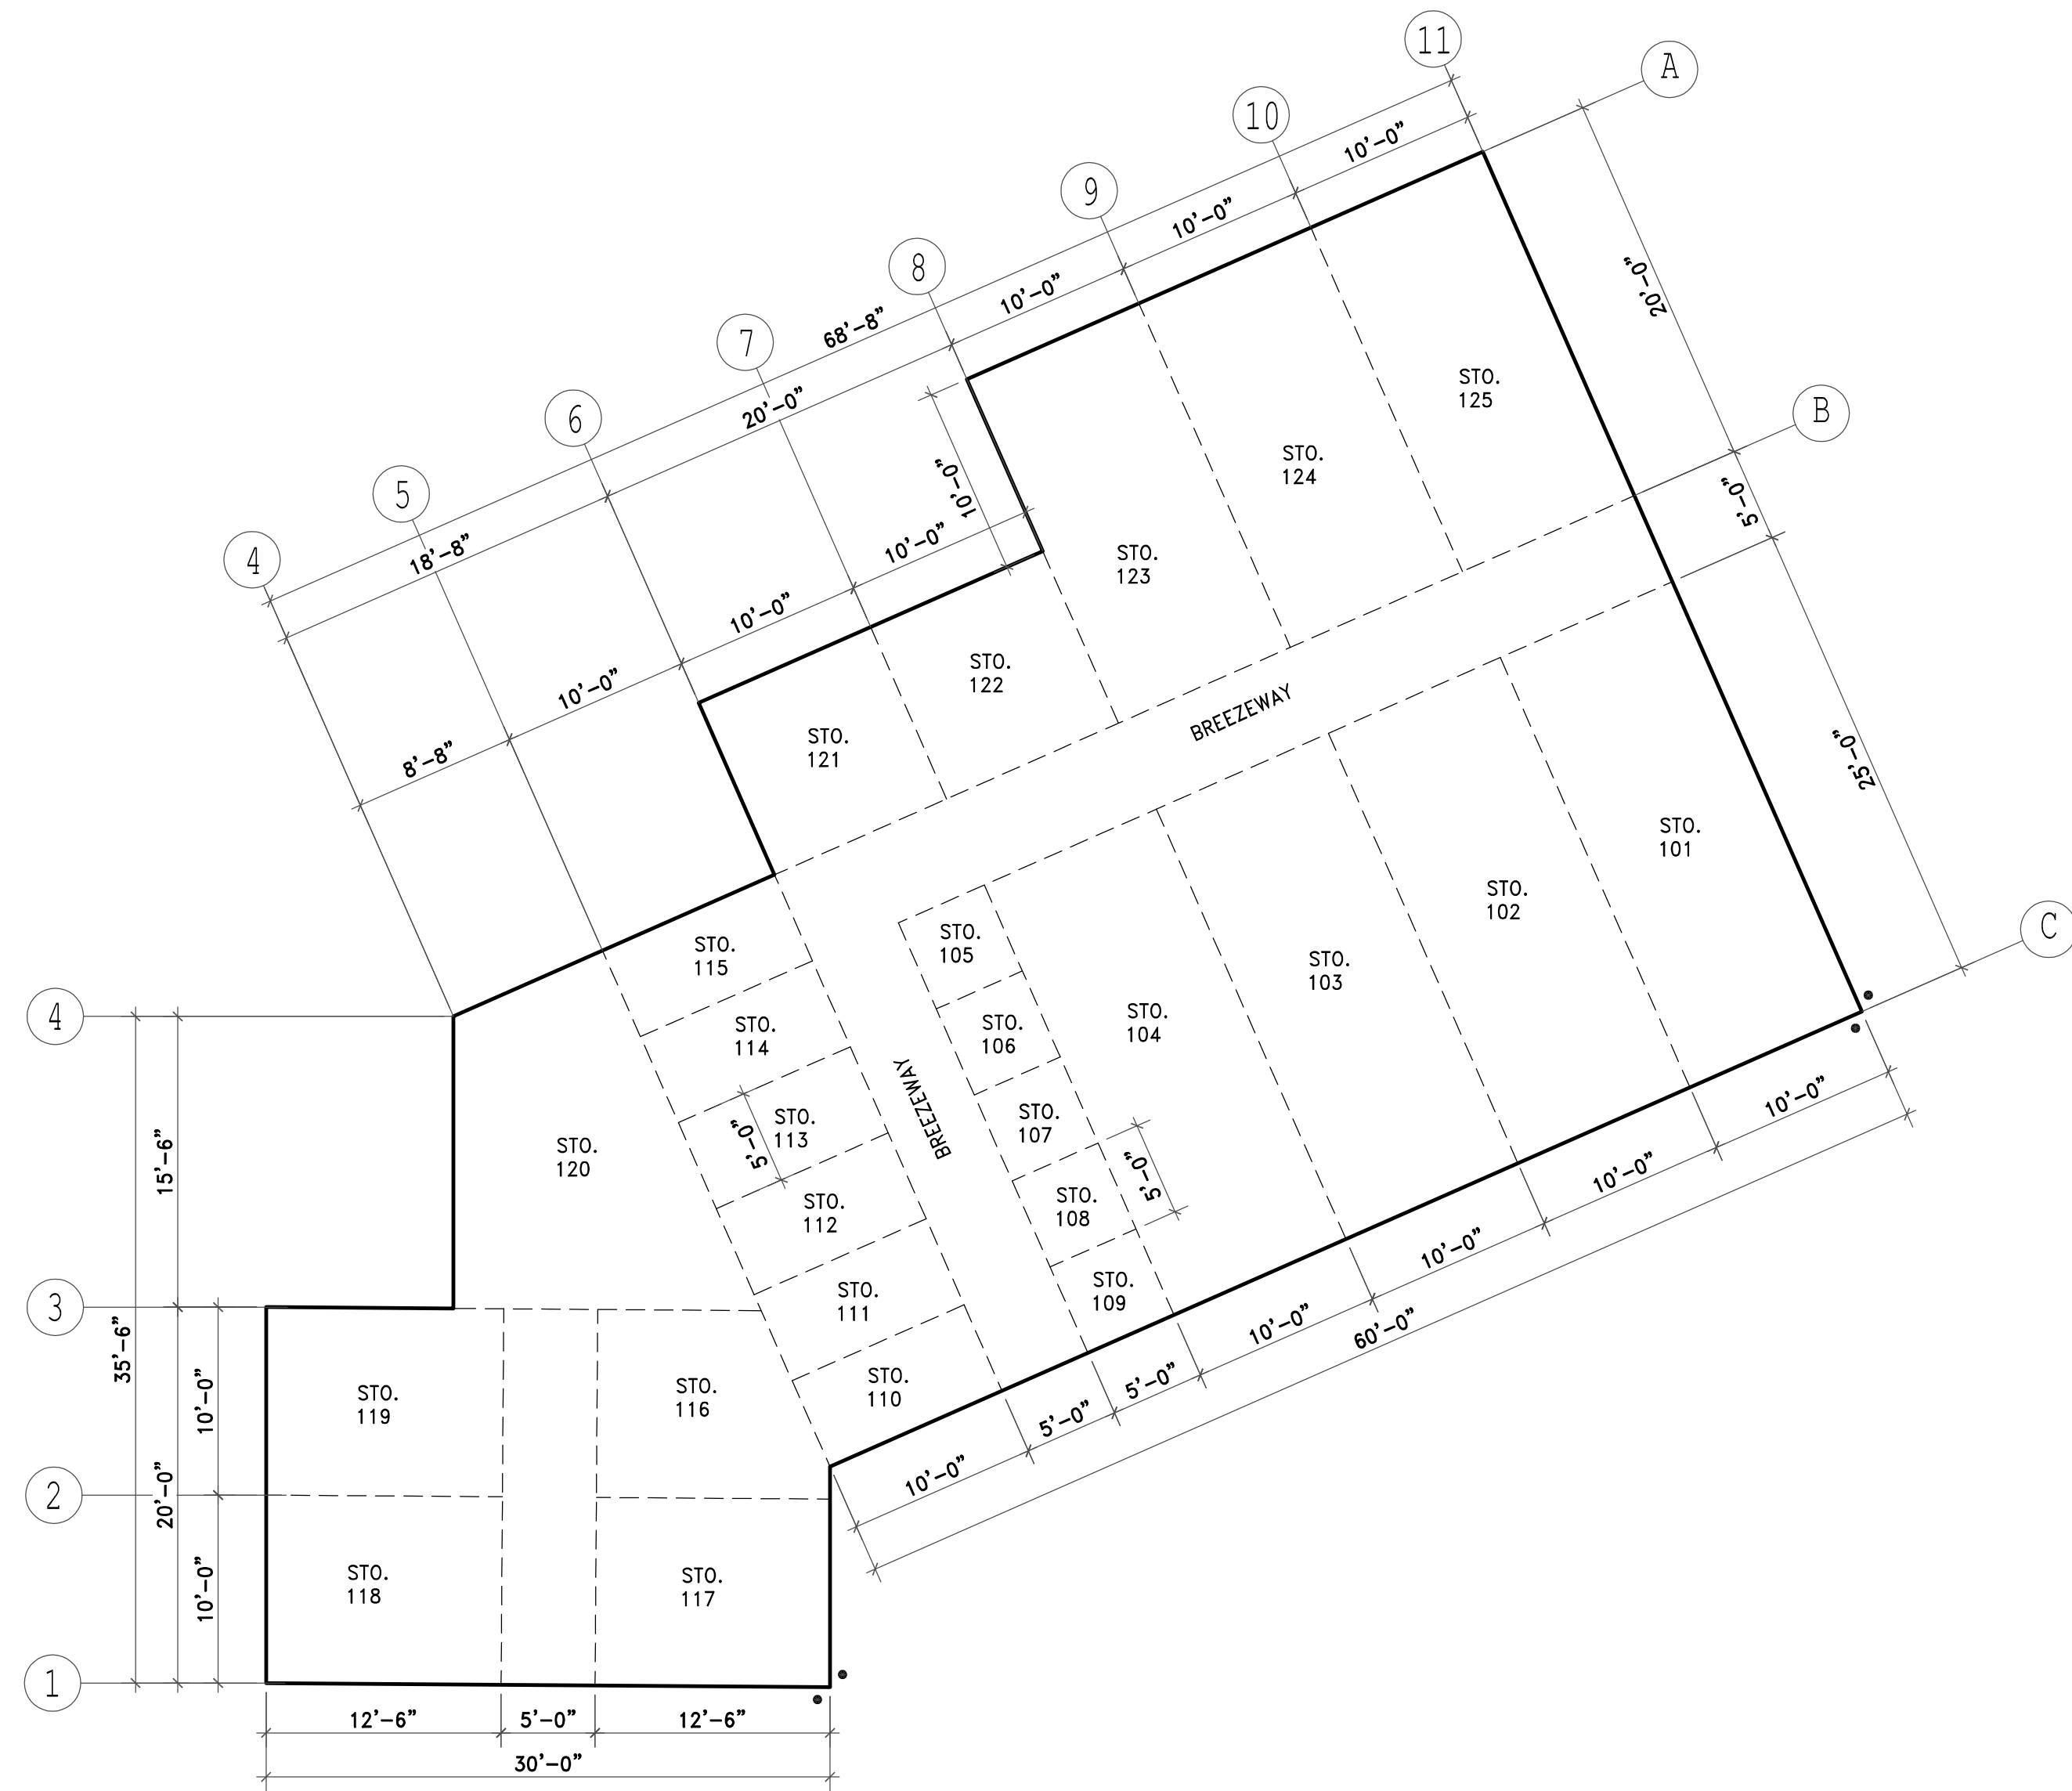 11
A
10
10'-0"
9
10'-0"
20'-0"
8
10'-0"
68'-8"
7
STO.
125
20'-0"
B
6
STO.
124
10'-0"
5'-0"
5
10'-0"
18'-8"
STO.
123
4
10'-0"
STO.
122
10'-0"
BREEZEWAY
STO.
121
8'-8"
25'-0"
STO.
101
STO.
102
C
STO.
115
STO.
105
STO.
103
4
STO.
114
STO.
106
STO.
104
BREEZEWAY
10'-0"
STO.
113
5'-0"
STO.
107
15'-6"
STO.
120
5'-0"
10'-0"
STO.
112
STO.
108
10'-0"
3
STO.
111
STO.
109
10'-0"
60'-0"
35'-6"
10'-0"
STO.
119
STO.
116
STO.
110
5'-0"
5'-0"
10'-0"
2
20'-0"
10'-0"
STO.
118
STO.
117
1
12'-6"
5'-0"
12'-6"
30'-0"